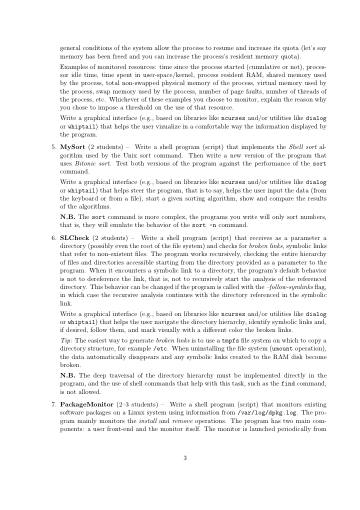 general conditions of the system allow the process to resume and increase its quota (let's say
memory has been freed and you can increase the process's resident memory quota).
Examples of monitored resources: time since the process started (cumulative or not), proces-
sor idle time, time spent in user-space/kernel, process resident RAM, shared memory used
by the process, total non-swapped physical memory of the process, virtual memory used by
the process, swap memory used by the process, number of page faults, number of threads of
the process, etc. Whichever of these examples you choose to monitor, explain the reason why
you chose to impose a threshold on the use of that resource.
Write a graphical interface (e.g., based on libraries like ncurses and/or utilities like dialog
or whiptail) that helps the user visualize in a comfortable way the information displayed by
the program.
5. MySort (2 students) – Write a shell program (script) that implements the Shell sort al-
gorithm used by the Unix sort command. Then write a new version of the program that
uses Bitonic sort. Test both versions of the program against the performance of the sort
command.
Write a graphical interface (e.g., based on libraries like ncurses and/or utilities like dialog
or whiptail) that helps steer the program, that is to say, helps the user input the data (from
the keyboard or from a file), start a given sorting algorithm, show and compare the results
of the algorithms.
N.B. The sort command is more complex, the programs you write will only sort numbers,
that is, they will emulate the behavior of the sort -n command.
6. SLCheck (2 students) – Write a shell program (script) that receives as a parameter a
directory (possibly even the root of the file system) and checks for broken links, symbolic links
that refer to non-existent files. The program works recursively, checking the entire hierarchy
of files and directories accessible starting from the directory provided as a parameter to the
program. When it encounters a symbolic link to a directory, the program's default behavior
is not to dereference the link, that is, not to recursively start the analysis of the referenced
directory. This behavior can be changed if the program is called with the -follow-symlinks flag,
in which case the recursive analysis continues with the directory referenced in the symbolic
link.
Write a graphical interface (e.g., based on libraries like ncurses and/or utilities like dialog
or whiptail) that helps the user navigate the directory hierarchy, identify symbolic links and,
if desired, follow them, and mark visually with a different color the broken links.
Tip: The easiest way to generate broken links is to use a tmpfs file system on which to copy a
directory structure, for example /etc. When uninstalling the file system (umount operation),
the data automatically disappears and any symbolic links created to the RAM disk become
broken.
N.B. The deep traversal of the directory hierarchy must be implemented directly in the
program, and the use of shell commands that help with this task, such as the find command,
is not allowed.
7. PackageMonitor (2-3 students) – Write a shell program (script) that monitors existing
software packages on a Linux system using information from /var/log/dpkg.log. The pro-
gram mainly monitors the install and remove operations. The program has two main com-
ponents: a user front-end and the monitor itself. The monitor is launched periodically from
3